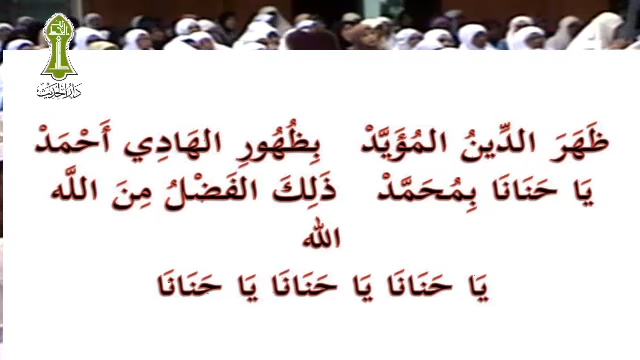 دار الحديث
ظَهَرَ الدِّينُ المُؤَيَّدْ بِظُهُورِ الهَادِي أَحْمَدْ
يَا حَنَانَا بِمُحَمَّدْ ذَلِكَ الفَضْلُ مِنَ اللَّه
الله
يَا حَنَانَا يَا حَنَانَا يَا حَنَانَا